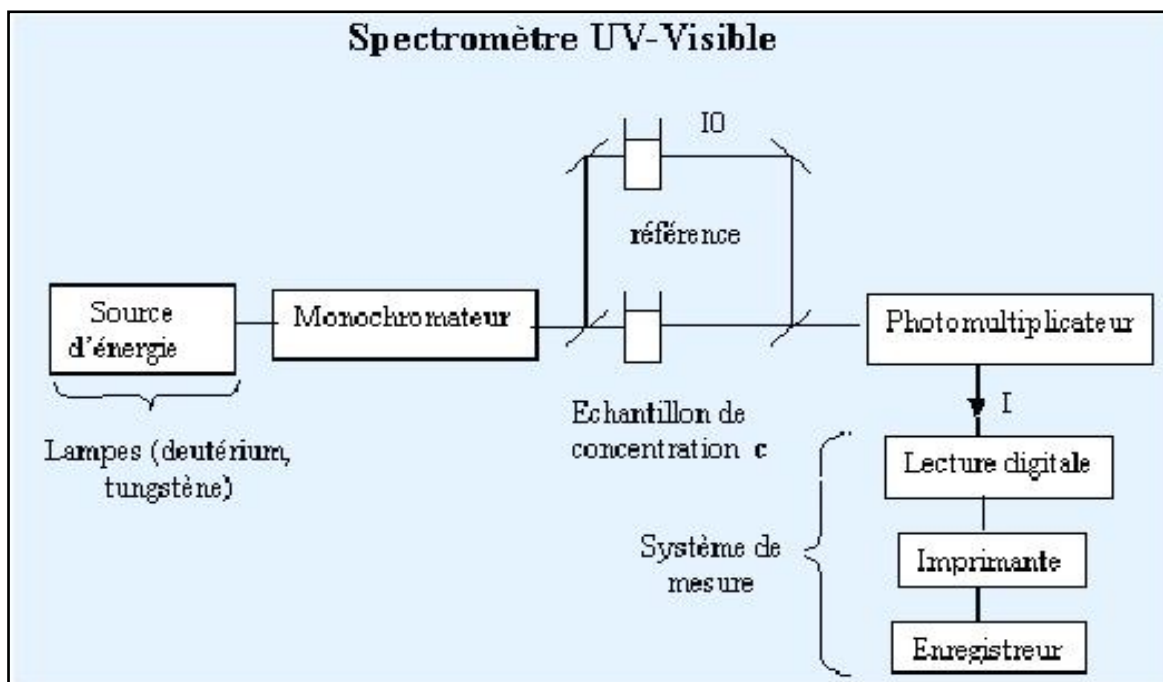 Spectromètre UV-Visible
I0
référence
Source
d'énergie
Monochromateur
Photomultiplicateur
I
Lampes (deutérium,
tungstène)
Echantillon de
concentration c
Lecture digitale
Système de
mesure
Imprimante
Enregistreur